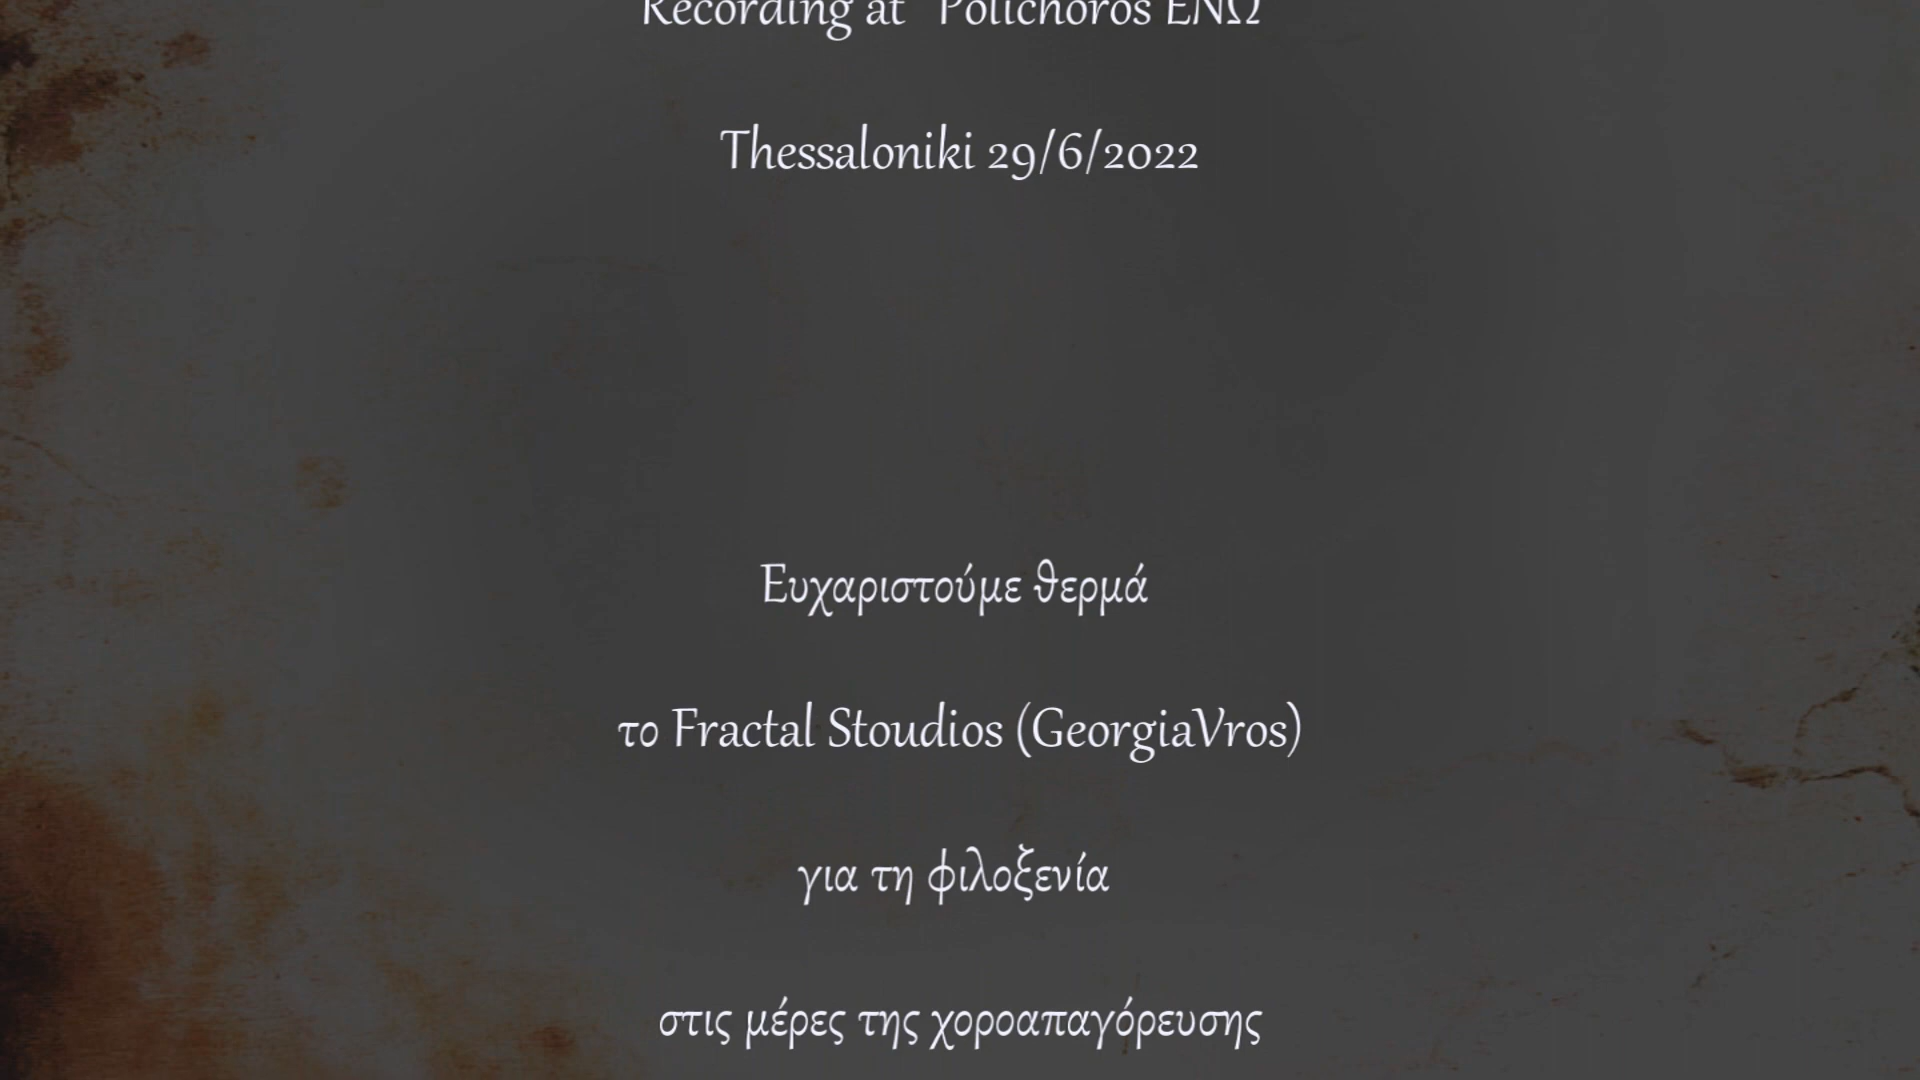 Recording at "Polichoros ΕΝΩ"
Thessaloniki 29/6/2022
Ευχαριστούμε θερμά
το Fractal Stoudios (GeorgiaVros)
για τη φιλοξενία
στις μέρες της χοροαπαγόρευσης